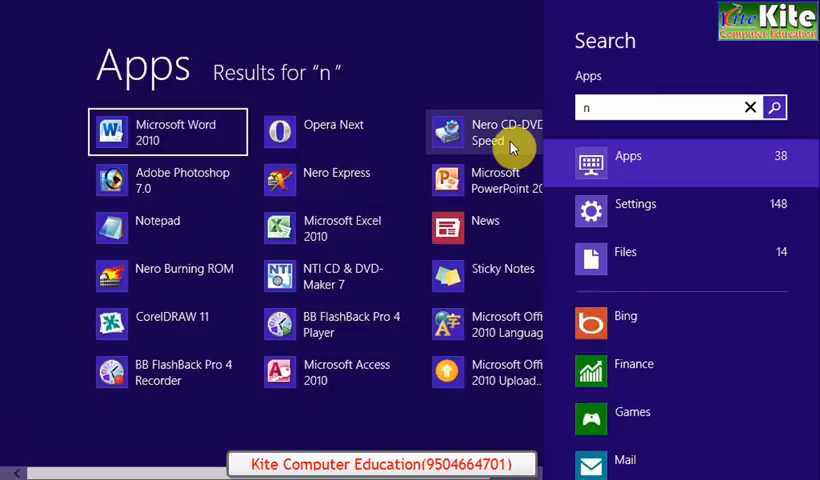 Kite Kite
Computer Education
Search
Apps Results for "n"
Apps
n
Microsoft Word
2010
Opera Next
Nero CD-DVD
Speed
Adobe Photoshop
7.0
Nero Express
Microsoft
PowerPoint 20
Notepad
Microsoft Excel
2010
News
Nero Burning ROM
NTI CD & DVD-
Maker 7
Sticky Notes
CorelDRAW 11
BB FlashBack Pro 4
Player
Microsoft Offi
2010 Languag
BB FlashBack Pro 4
Recorder
Microsoft Access
2010
Microsoft Offi
2010 Upload...
Apps 38
Settings 148
Files 14
Bing
Finance
Games
Mail
Kite Computer Education(9504664701)